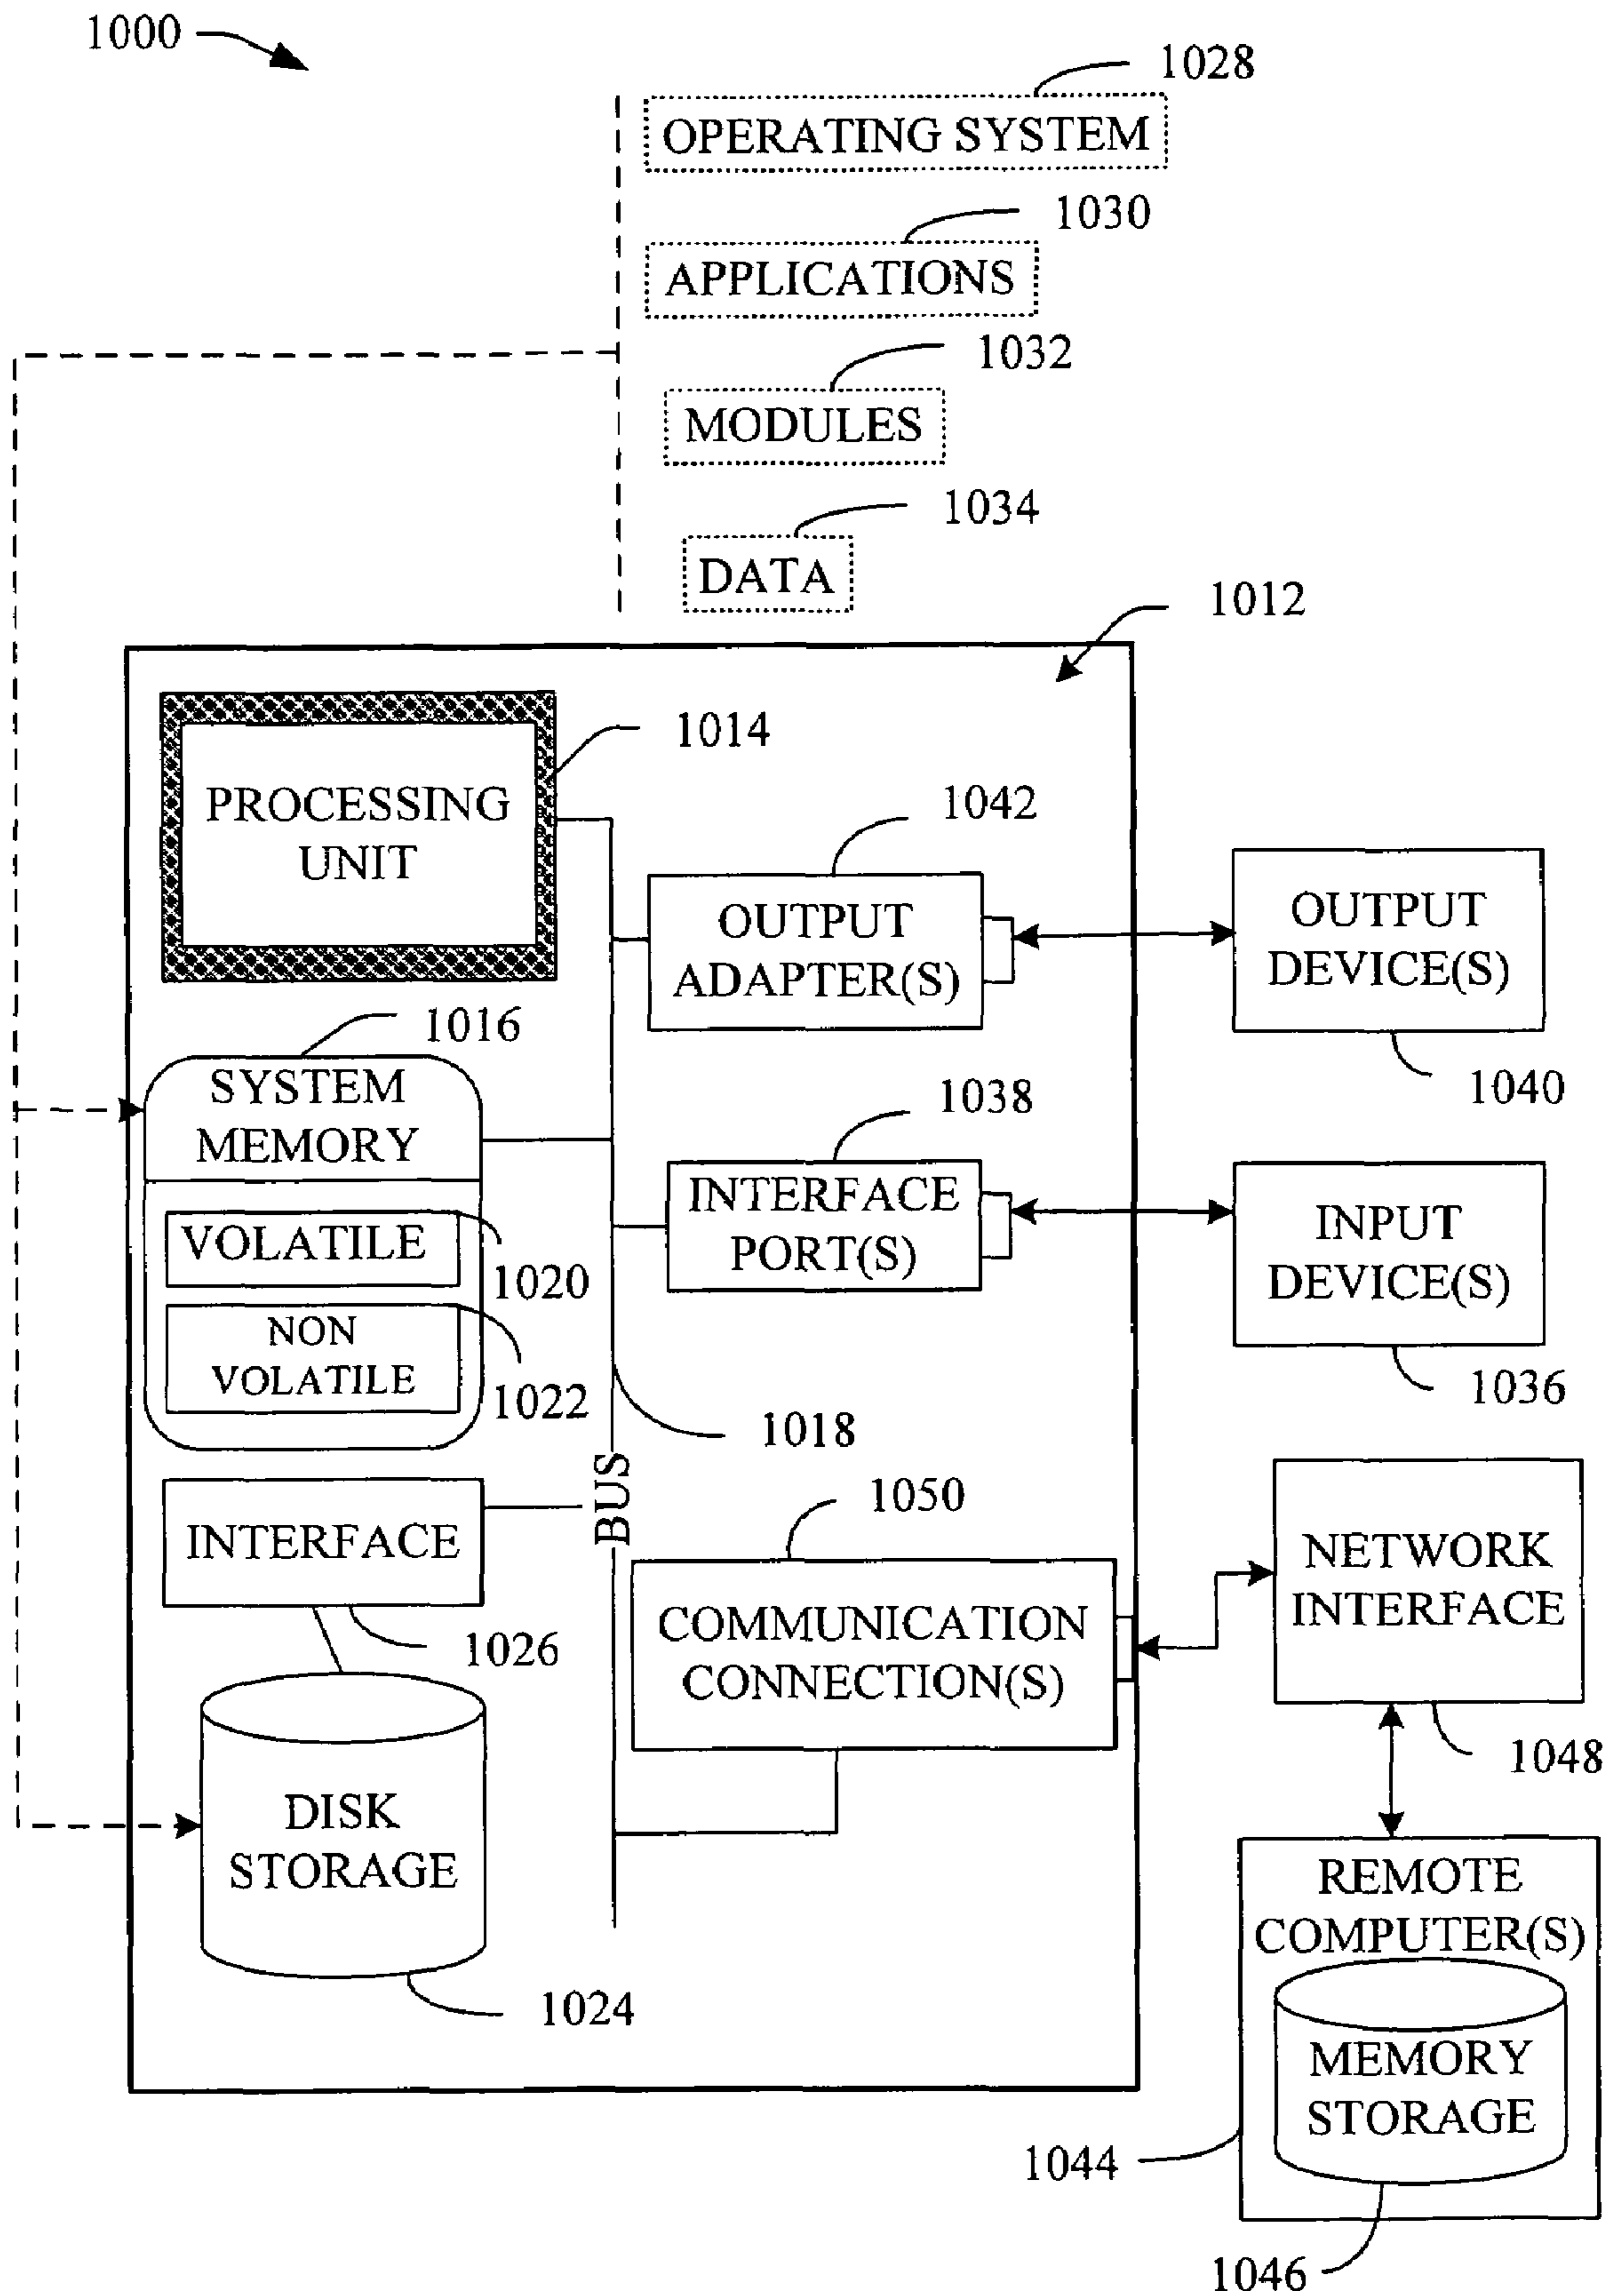 1000
1028
OPERATING SYSTEM
1030
APPLICATIONS
1032
MODULES
1034
DATA
1012
1014
PROCESSING
UNIT
1042
OUTPUT
ADAPTER(S)
OUTPUT
DEVICE(S)
1040
1016
SYSTEM
MEMORY
1038
INTERFACE
PORT(S)
INPUT
DEVICE(S)
1036
VOLATILE
1020
NON
VOLATILE
1022
1018
BUS
INTERFACE
1026
1050
COMMUNICATION
CONNECTION(S)
NETWORK
INTERFACE
1048
DISK
STORAGE
1024
REMOTE
COMPUTER(S)
MEMORY
STORAGE
1044
1046